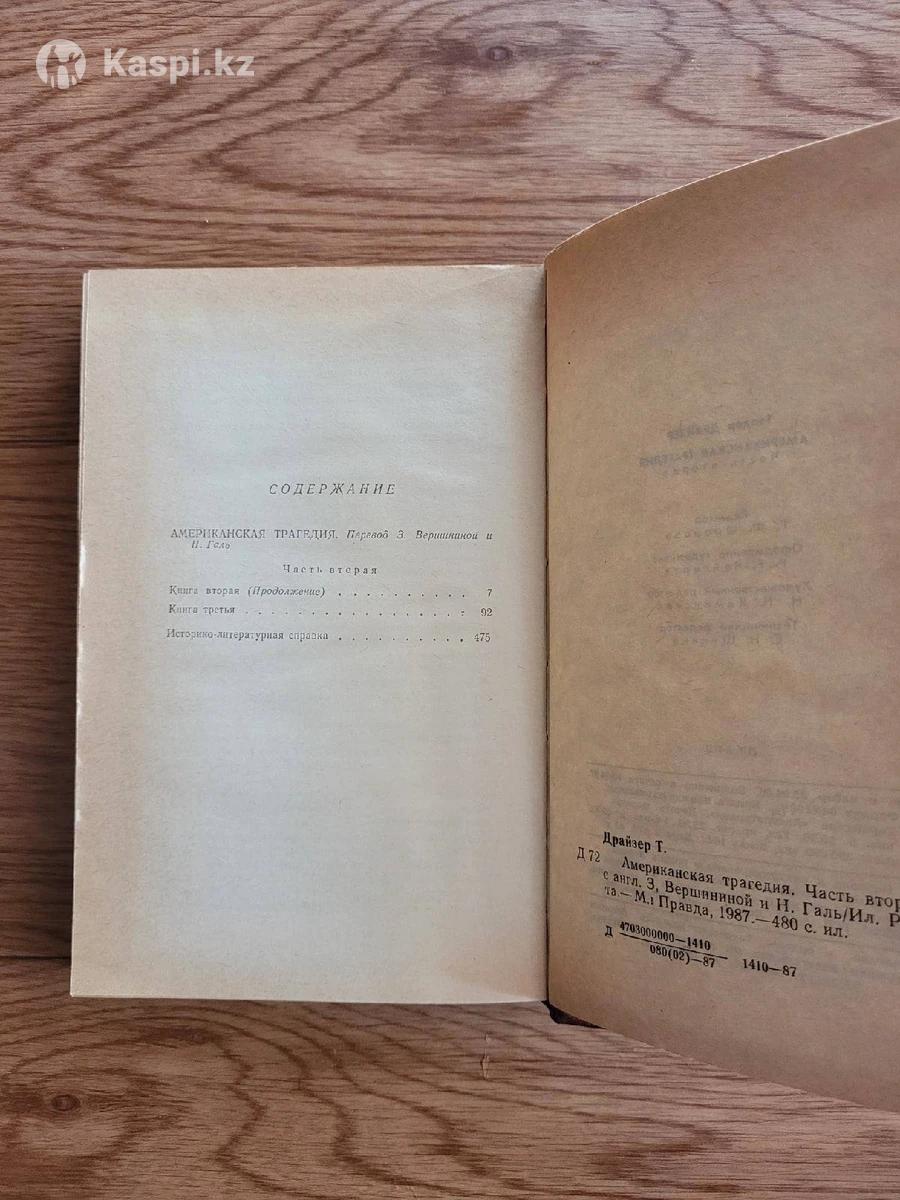 Kaspi.kz
СОДЕРЖАНИЕ
АМЕРИКАНСКАЯ ТРАГЕДИЯ. Перевод З. Вершининой и
Н. Галь
Часть вторая
Книга вторая (Продолжение) . . . . . . . . . . 7
Книга третья . . . . . . . . . . . . . . . . 92
Историко-литературная справка . . . . . . . . . . 475
Драйзер Т.
Д 72 Американская трагедия. Часть втор
с англ. З. Вершининой и Н. Галь/Ил. Р
та.— М.: Правда, 1987.—480 с. ил.
Д 4703000000—1410
080(02)—87 1410—87